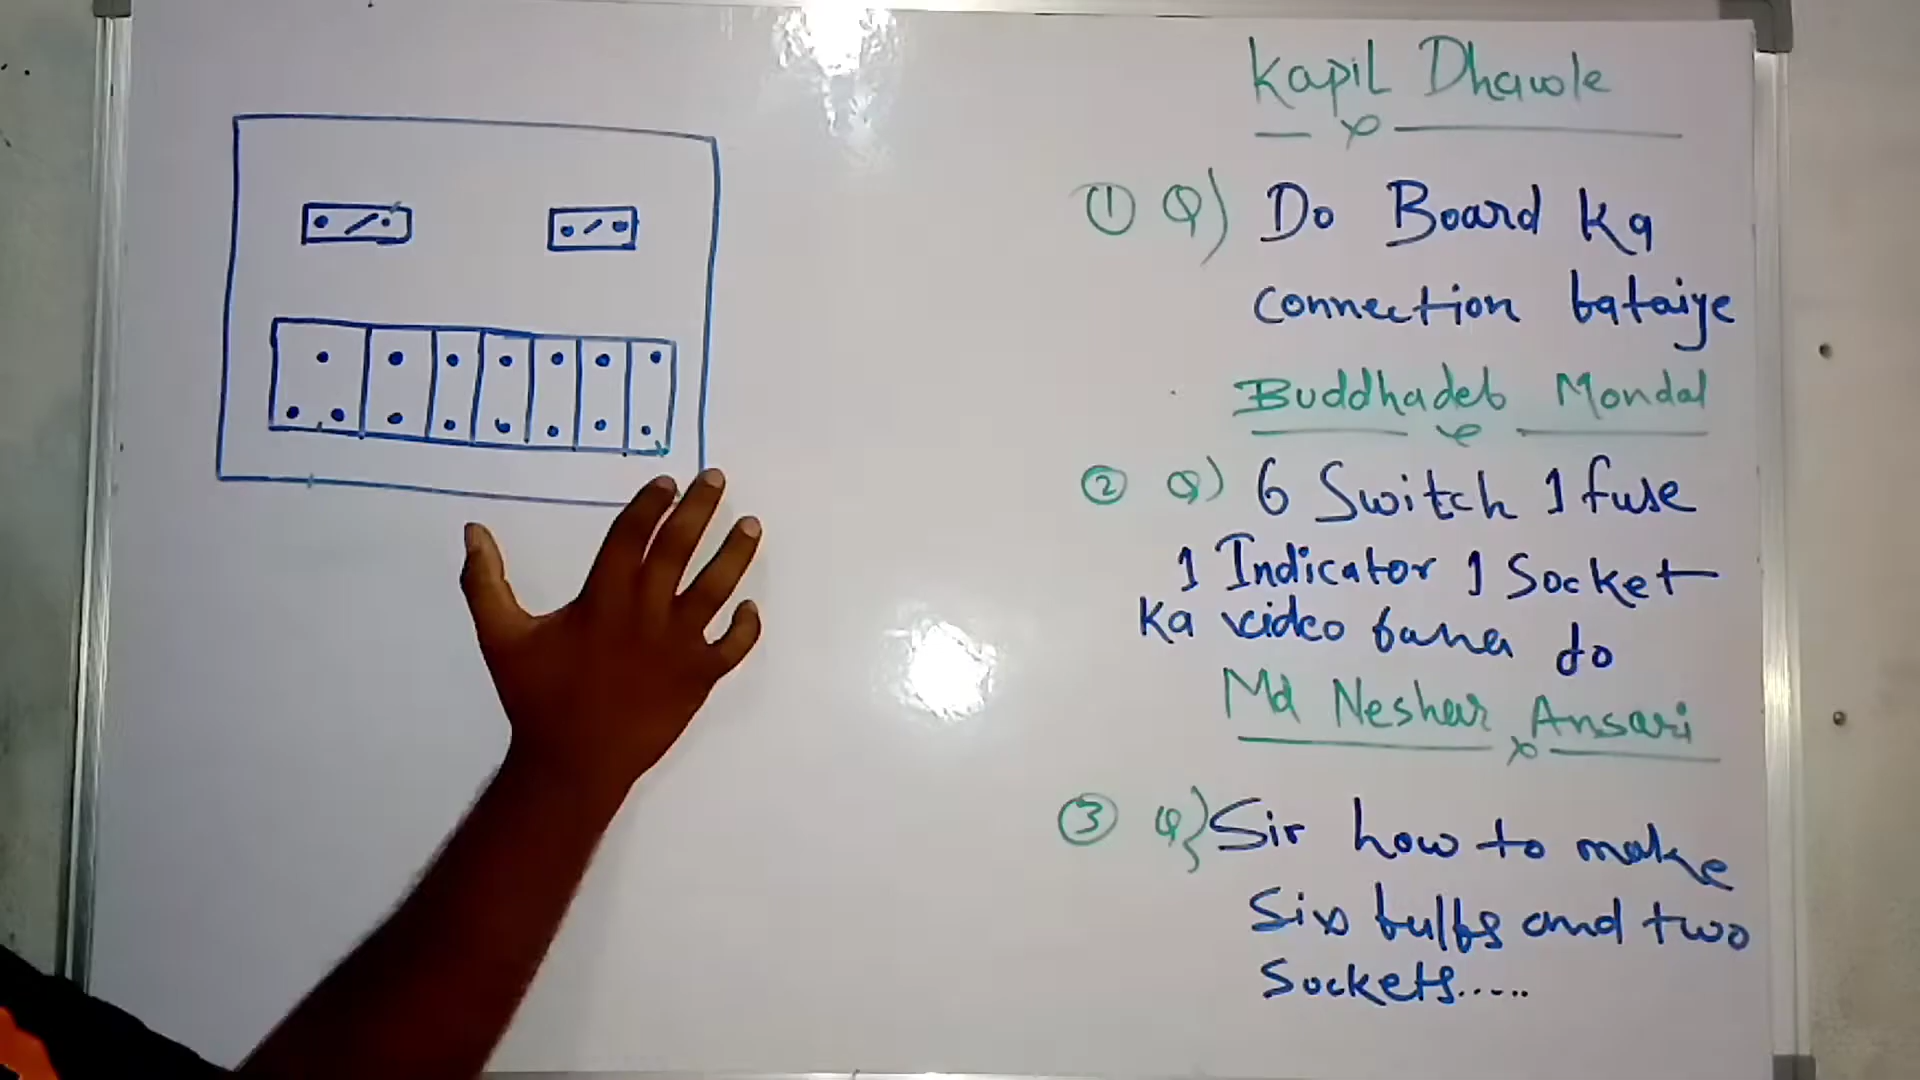 Kapil Dhawle
① Q) Do Board Ka
connection bataiye
Buddhadeb Mondal
② Q) 6 Switch 1 fuse
1 Indicator 1 Socket
Ka video bana do
Md Neshar Ansari
③ Q} Sir how to make
Six bulbs and two
Sockets.....